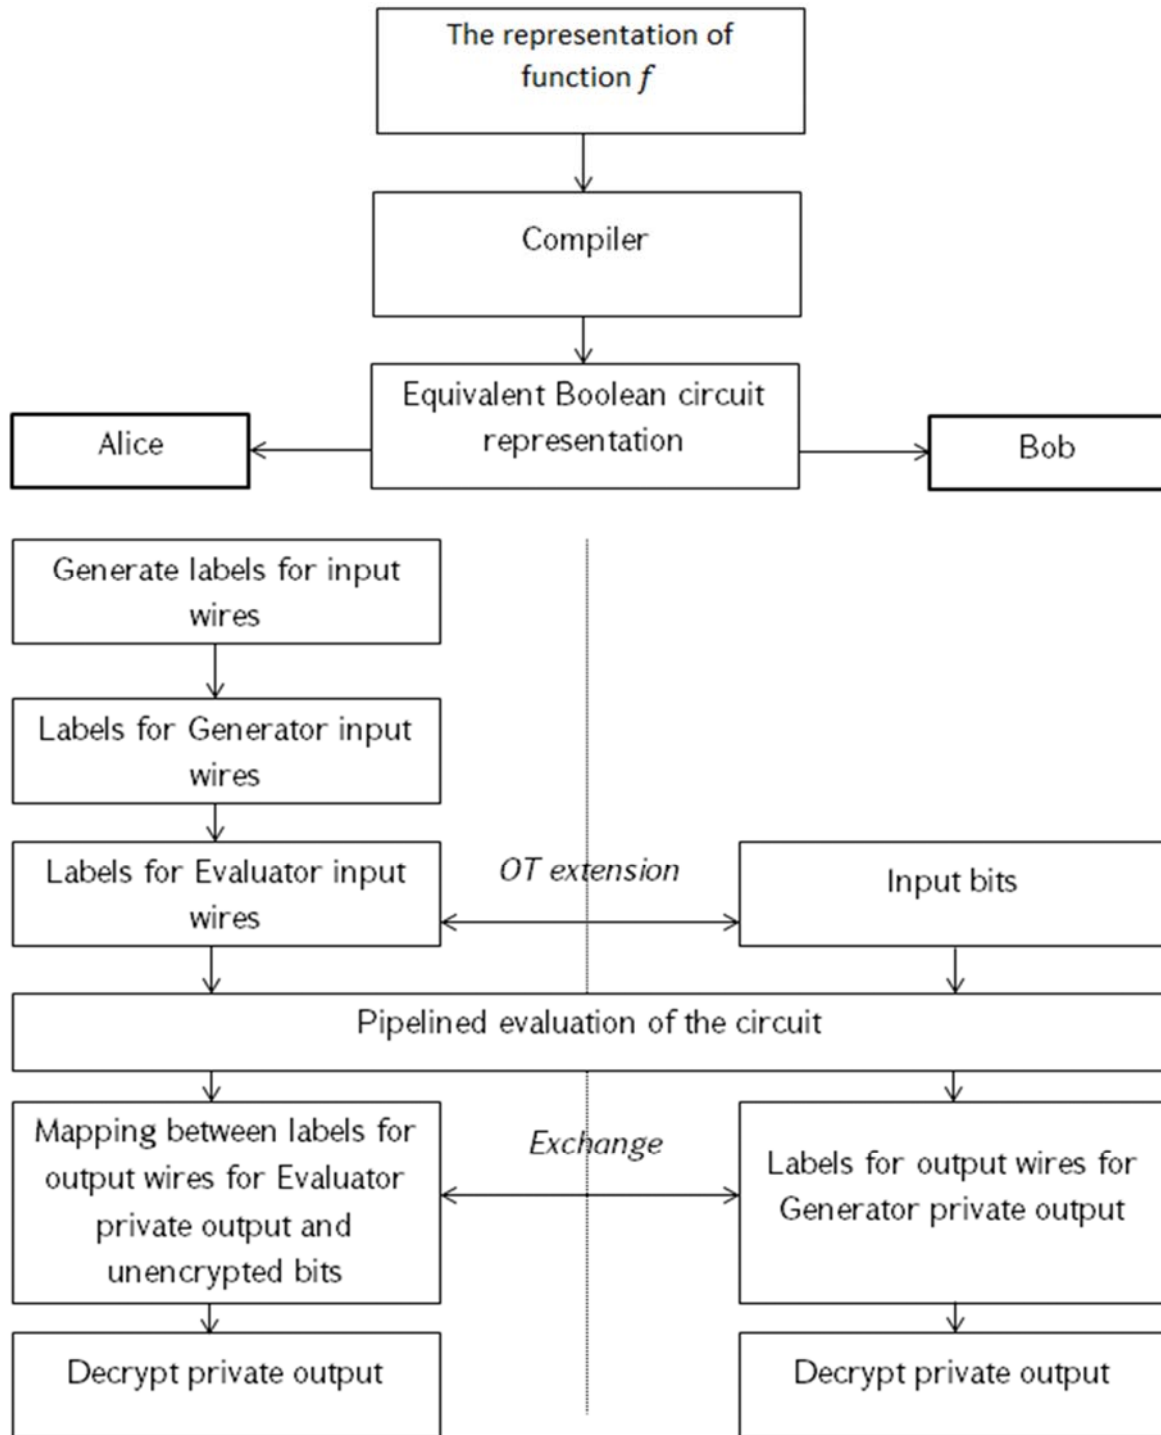 The representation of
function f
Compiler
Equivalent Boolean circuit
representation
Alice
Bob
Generate labels for input
wires
Labels for Generator input
wires
Labels for Evaluator input
wires
OT extension
Input bits
Pipelined evaluation of the circuit
Mapping between labels for
output wires for Evaluator
private output and
unencrypted bits
Exchange
Labels for output wires for
Generator private output
Decrypt private output
Decrypt private output